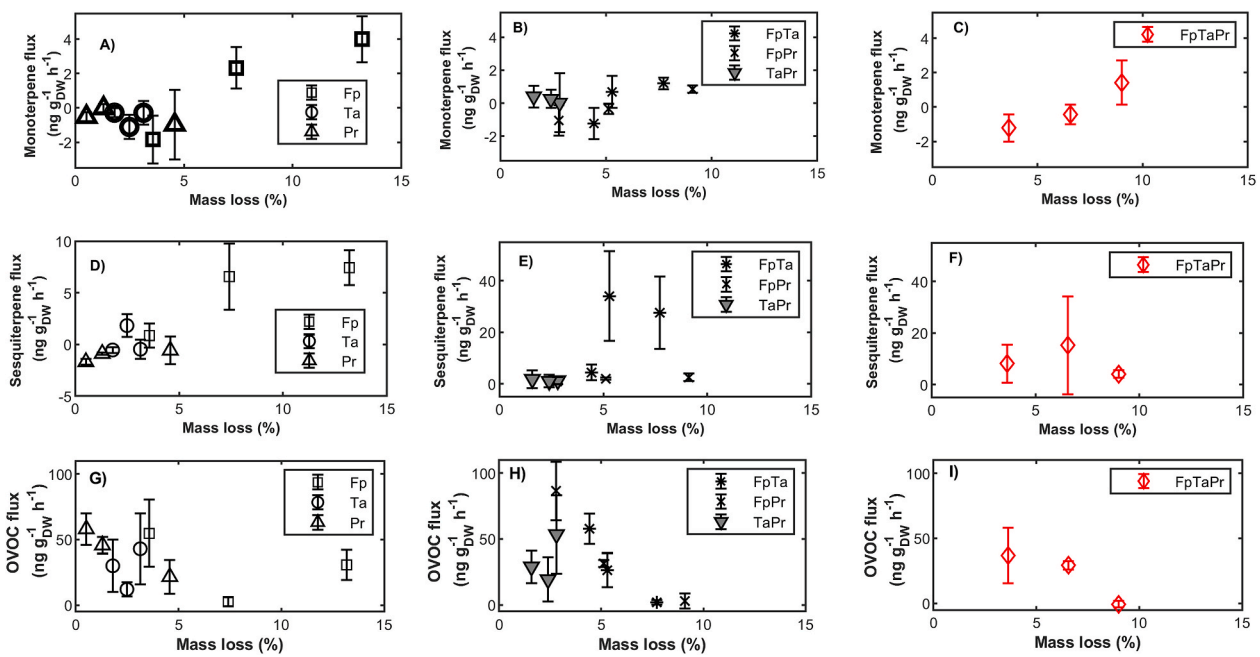 A)
Monoterpene flux
(ng g-1DW h-1)
4
2
0
-2
0
5
10
15
Mass loss (%)
Fp
Ta
Pr
B)
Monoterpene flux
(ng g-1DW h-1)
4
2
0
-2
0
5
10
15
Mass loss (%)
FpTa
FpPr
TaPr
C)
Monoterpene flux
(ng g-1DW h-1)
4
2
0
-2
0
5
10
15
Mass loss (%)
FpTaPr
D)
Sesquiterpene flux
(ng g-1DW h-1)
10
5
0
-5
0
5
10
15
Mass loss (%)
Fp
Ta
Pr
E)
Sesquiterpene flux
(ng g-1DW h-1)
40
20
0
0
5
10
15
Mass loss (%)
FpTa
FpPr
TaPr
F)
Sesquiterpene flux
(ng g-1DW h-1)
40
20
0
0
5
10
15
Mass loss (%)
FpTaPr
G)
OVOC flux
(ng g-1DW h-1)
100
50
0
0
5
10
15
Mass loss (%)
Fp
Ta
Pr
H)
OVOC flux
(ng g-1DW h-1)
100
50
0
0
5
10
15
Mass loss (%)
FpTa
FpPr
TaPr
I)
OVOC flux
(ng g-1DW h-1)
100
50
0
0
5
10
15
Mass loss (%)
FpTaPr